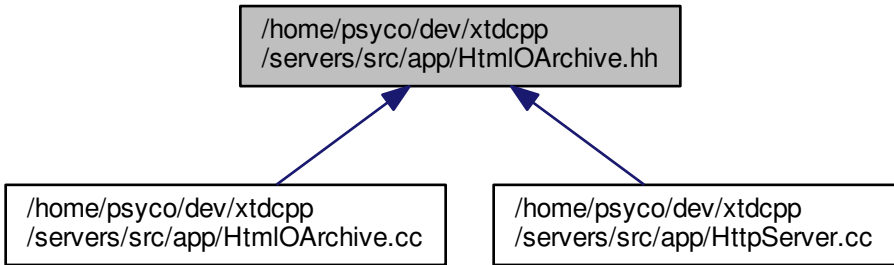 /home/psyco/dev/xtdcpp
/servers/src/app/HtmlOArchive.hh
/home/psyco/dev/xtdcpp
/servers/src/app/HtmlOArchive.cc
/home/psyco/dev/xtdcpp
/servers/src/app/HttpServer.cc